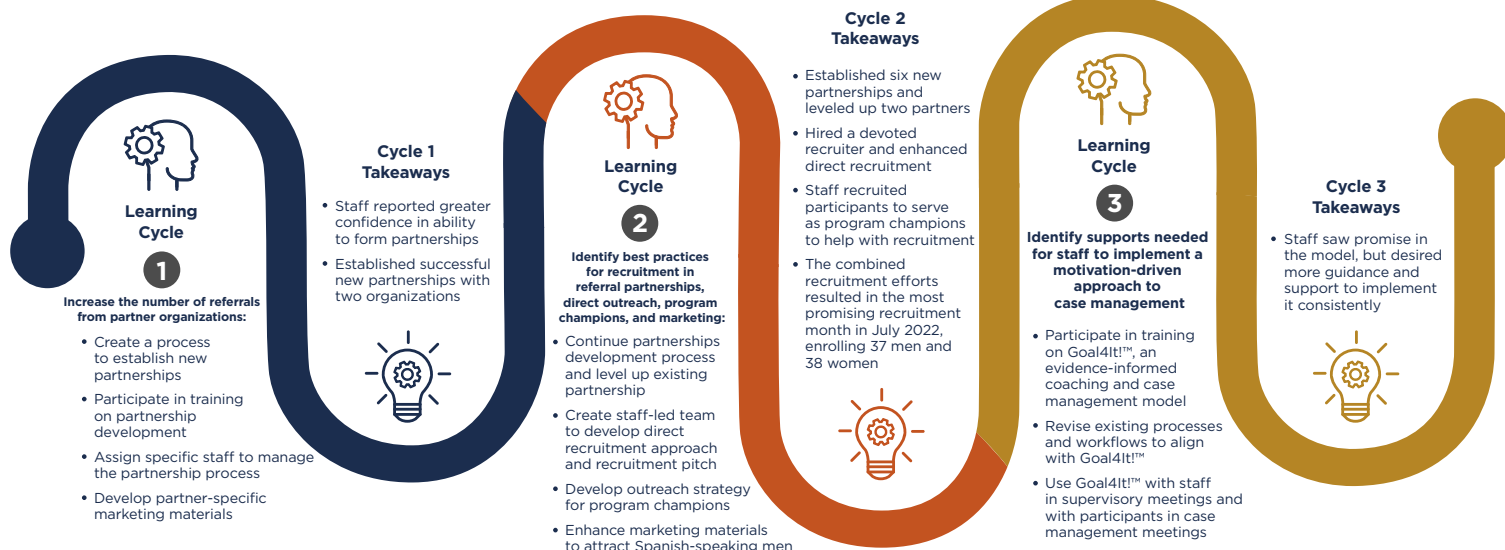 Learning
Cycle
1
Increase the number of referrals
from partner organizations:
• Create a process
to establish new
partnerships
• Participate in training
on partnership
development
• Assign specific staff to manage
the partnership process
• Develop partner-specific
marketing materials
Cycle 1
Takeaways
• Staff reported greater
confidence in ability
to form partnerships
• Established successful
new partnerships with
two organizations
Learning
Cycle
2
Identify best practices
for recruitment in
referral partnerships,
direct outreach, program
champions, and marketing:
• Continue partnerships
development process
and level up existing
partnership
• Create staff-led team
to develop direct
recruitment approach
and recruitment pitch
• Develop outreach strategy
for program champions
• Enhance marketing materials
to attract Spanish-speaking men
Cycle 2
Takeaways
• Established six new
partnerships and
leveled up two partners
• Hired a devoted
recruiter and enhanced
direct recruitment
• Staff recruited
participants to serve
as program champions
to help with recruitment
• The combined
recruitment efforts
resulted in the most
promising recruitment
month in July 2022,
enrolling 37 men and
38 women
Learning
Cycle
3
Identify supports needed
for staff to implement a
motivation-driven
approach to
case management
• Participate in training
on Goal4It!™, an
evidence-informed
coaching and case
management model
• Revise existing processes
and workflows to align
with Goal4It!™
• Use Goal4It!™ with staff
in supervisory meetings and
with participants in case
management meetings
Cycle 3
Takeaways
• Staff saw promise in
the model, but desired
more guidance and
support to implement
it consistently